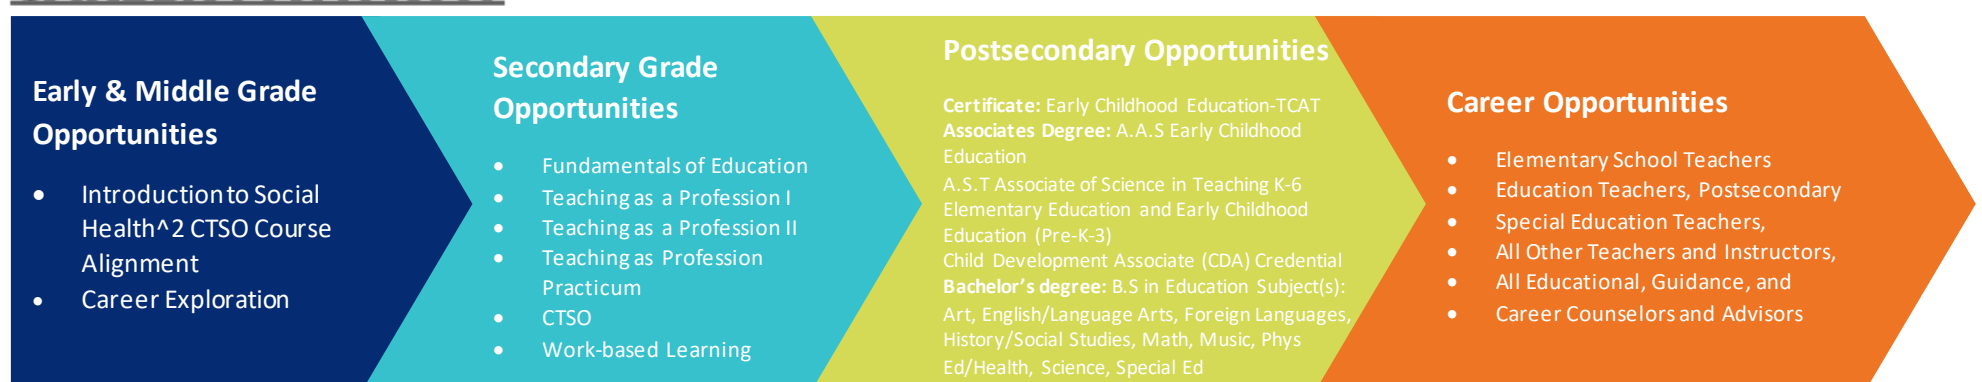 Early & Middle Grade
Opportunities
• Introduction to Social
Health^2 CTSO Course
Alignment
• Career Exploration
Secondary Grade
Opportunities
• Fundamentals of Education
• Teaching as a Profession I
• Teaching as a Profession II
• Teaching as Profession
Practicum
• CTSO
• Work-based Learning
Postsecondary Opportunities
Certificate: Early Childhood Education-TCAT
Associates Degree: A.A.S Early Childhood
Education
A.S.T Associate of Science in Teaching K-6
Elementary Education and Early Childhood
Education (Pre-K-3)
Child Development Associate (CDA) Credential
Bachelor’s degree: B.S in Education Subject(s):
Art, English/Language Arts, Foreign Languages,
History/Social Studies, Math, Music, Phys
Ed/Health, Science, Special Ed
Career Opportunities
• Elementary School Teachers
• Education Teachers, Postsecondary
• Special Education Teachers,
• All Other Teachers and Instructors,
• All Educational, Guidance, and
• Career Counselors and Advisors